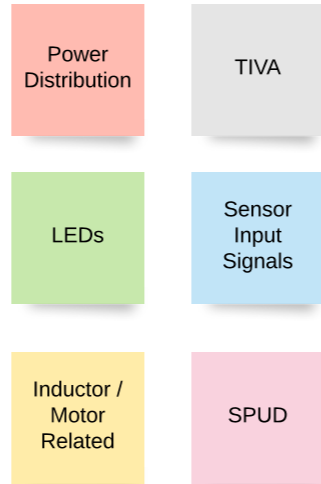 Power
Distribution
TIVA
LEDs
Sensor
Input
Signals
Inductor /
Motor
Related
SPUD